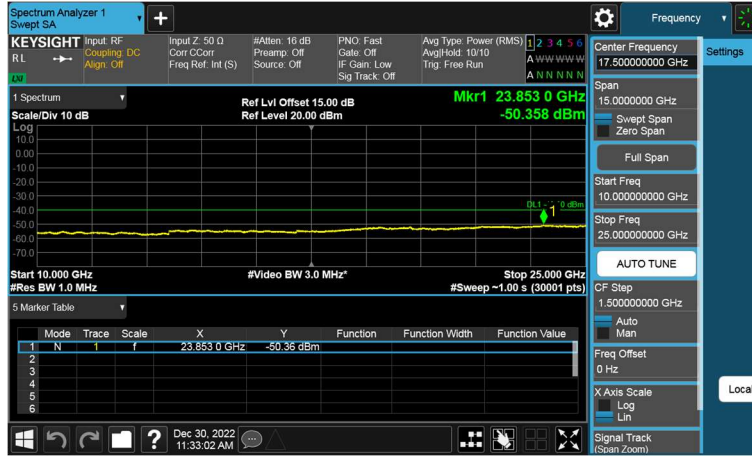 Spectrum Analyzer 1
Swept SA
+
Frequency
KEYSIGHT
RL
LXI
Input: RF
Coupling: DC
Align: Off
Input Z: 50 Ω
Corr CCorr
Freq Ref: Int (S)
#Atten: 16 dB
Preamp: Off
Source: Off
PNO: Fast
Gate: Off
IF Gain: Low
Sig Track: Off
Avg Type: Power (RMS)
Avg|Hold: 10/10
Trig: Free Run
1 2 3 4 5 6
A W W W W W
A N N N N N
1 Spectrum
Scale/Div 10 dB
Ref Lvl Offset 15.00 dB
Ref Level 20.00 dBm
Mkr1 23.853 0 GHz
-50.358 dBm
Log
10.0
0.00
-10.0
-20.0
-30.0
-40.0
-50.0
-60.0
-70.0
DL1
0 dBm
1
Start 10.000 GHz
#Res BW 1.0 MHz
#Video BW 3.0 MHz*
Stop 25.000 GHz
#Sweep ~1.00 s (30001 pts)
5 Marker Table
Mode Trace Scale X Y Function Function Width Function Value
1 N 1 f 23.853 0 GHz -50.36 dBm
2
3
4
5
6
?
Dec 30, 2022
11:33:02 AM
Center Frequency
17.500000000 GHz
Span
15.0000000 GHz
Swept Span
Zero Span
Full Span
Start Freq
10.000000000 GHz
Stop Freq
25.000000000 GHz
AUTO TUNE
CF Step
1.500000000 GHz
Auto
Man
Freq Offset
0 Hz
X Axis Scale
Log
Lin
Signal Track
(Span Zoom)
Settings
Local